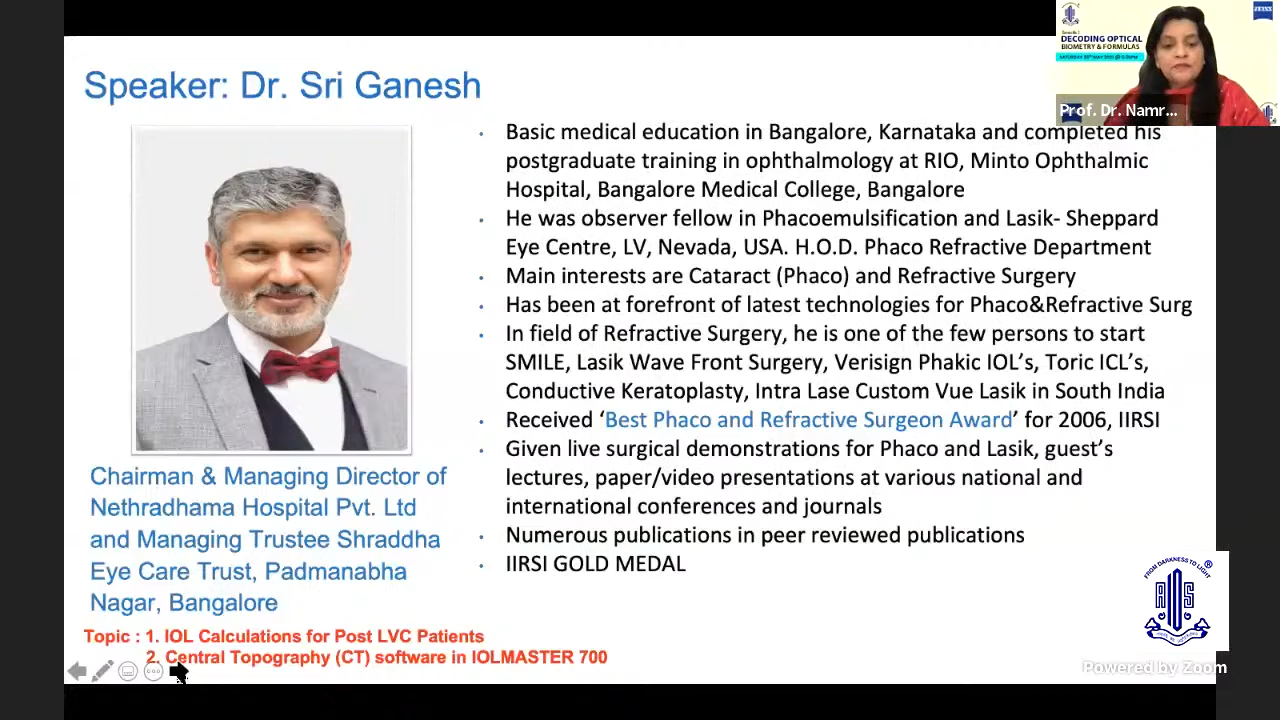 Speaker: Dr. Sri Ganesh
Basic medical education in Bangalore, Karnataka and completed his
postgraduate training in ophthalmology at RIO, Minto Ophthalmic
Hospital, Bangalore Medical College, Bangalore
He was observer fellow in Phacoemulsification and Lasik- Sheppard
Eye Centre, LV, Nevada, USA. H.O.D. Phaco Refractive Department
Main interests are Cataract (Phaco) and Refractive Surgery
Has been at forefront of latest technologies for Phaco&Refractive Surg
In field of Refractive Surgery, he is one of the few persons to start
SMILE, Lasik Wave Front Surgery, Verisign Phakic IOL’s, Toric ICL’s,
Conductive Keratoplasty, Intra Lase Custom Vue Lasik in South India
Received ‘Best Phaco and Refractive Surgeon Award’ for 2006, IIRSI
Given live surgical demonstrations for Phaco and Lasik, guest’s
lectures, paper/video presentations at various national and
international conferences and journals
Numerous publications in peer reviewed publications
IIRSI GOLD MEDAL
Chairman & Managing Director of
Nethradhama Hospital Pvt. Ltd
and Managing Trustee Shraddha
Eye Care Trust, Padmanabha
Nagar, Bangalore
Topic : 1. IOL Calculations for Post LVC Patients
2. Central Topography (CT) software in IOLMASTER 700
DECODING OPTICAL
BIOMETRY & FORMULAS
ZEISS
Prof. Dr. Namr...
FROM DARKNESS TO LIGHT
AIOS
Powered by Zoom